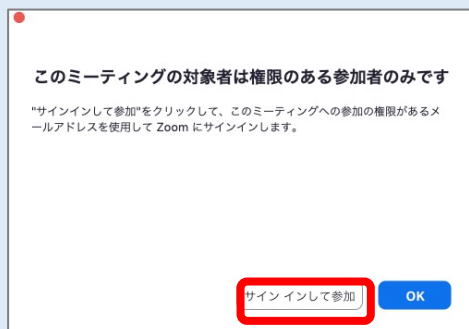 このミーティングの対象者は権限のある参加者のみです
"サインインして参加"をクリックして、このミーティングへの参加の権限があるメ
ールアドレスを使用して Zoom にサインインします。
サイン インして参加
OK